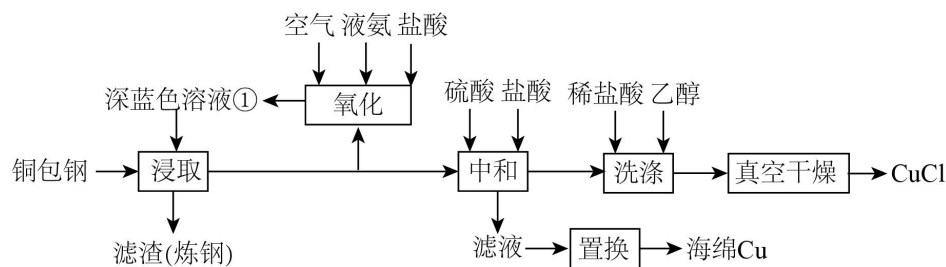 空气 液氨 盐酸
深蓝色溶液①
氧化
硫酸 盐酸
稀盐酸 乙醇
铜包钢
浸取
中和
洗涤
真空干燥
CuCl
滤渣(炼钢)
滤液
置换
海绵Cu